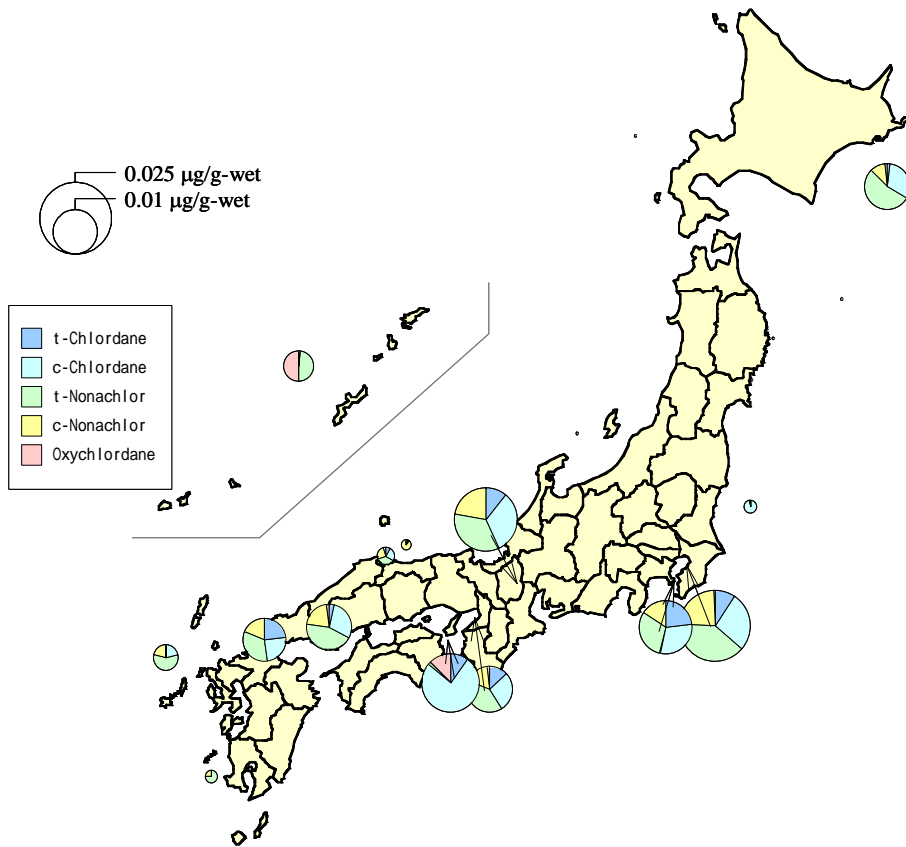 0.025 µg/g-wet
0.01 µg/g-wet
t-Chlordane
c-Chlordane
t-Nonachlor
c-Nonachlor
Oxychlordane